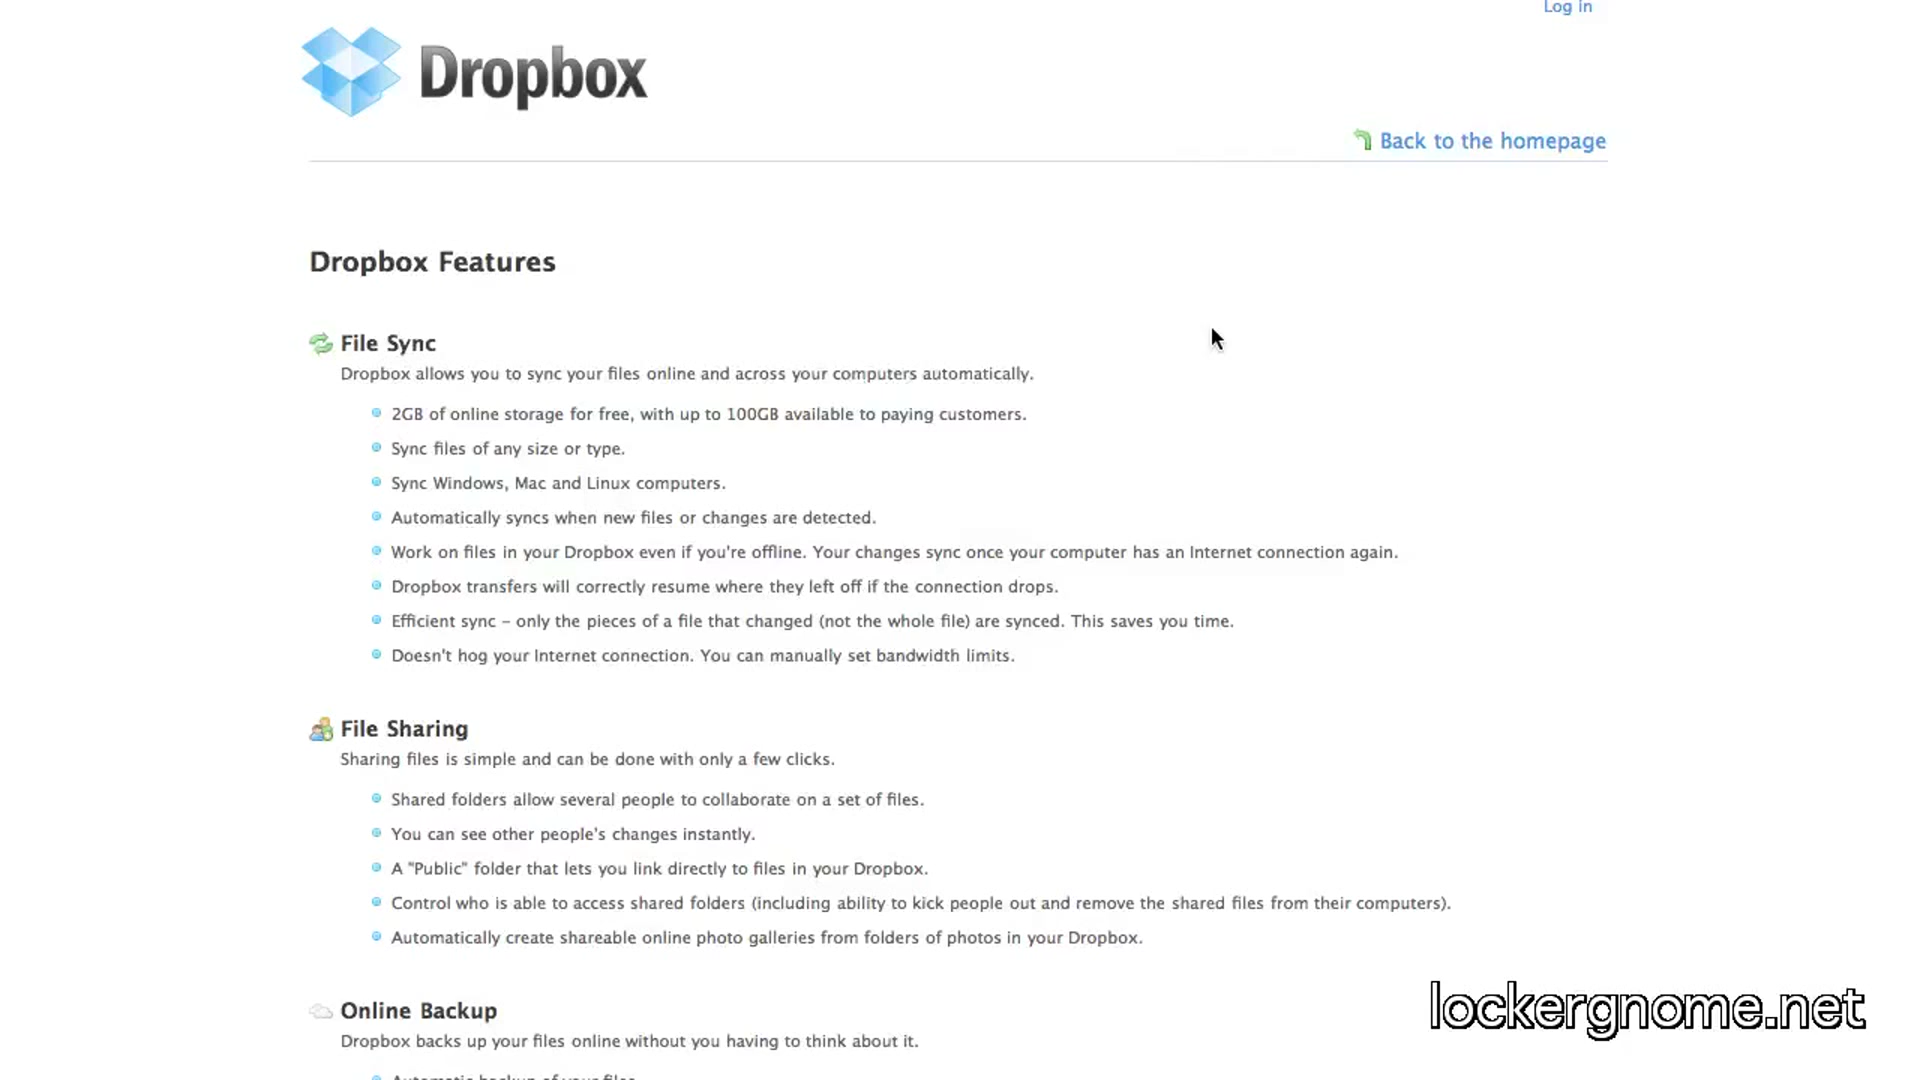 Log in
Dropbox
Back to the homepage
Dropbox Features
File Sync
Dropbox allows you to sync your files online and across your computers automatically.
2GB of online storage for free, with up to 100GB available to paying customers.
Sync files of any size or type.
Sync Windows, Mac and Linux computers.
Automatically syncs when new files or changes are detected.
Work on files in your Dropbox even if you're offline. Your changes sync once your computer has an Internet connection again.
Dropbox transfers will correctly resume where they left off if the connection drops.
Efficient sync – only the pieces of a file that changed (not the whole file) are synced. This saves you time.
Doesn't hog your Internet connection. You can manually set bandwidth limits.
File Sharing
Sharing files is simple and can be done with only a few clicks.
Shared folders allow several people to collaborate on a set of files.
You can see other people's changes instantly.
A "Public" folder that lets you link directly to files in your Dropbox.
Control who is able to access shared folders (including ability to kick people out and remove the shared files from their computers).
Automatically create shareable online photo galleries from folders of photos in your Dropbox.
Online Backup
Dropbox backs up your files online without you having to think about it.
Automatic backup of your files.
lockergnome.net